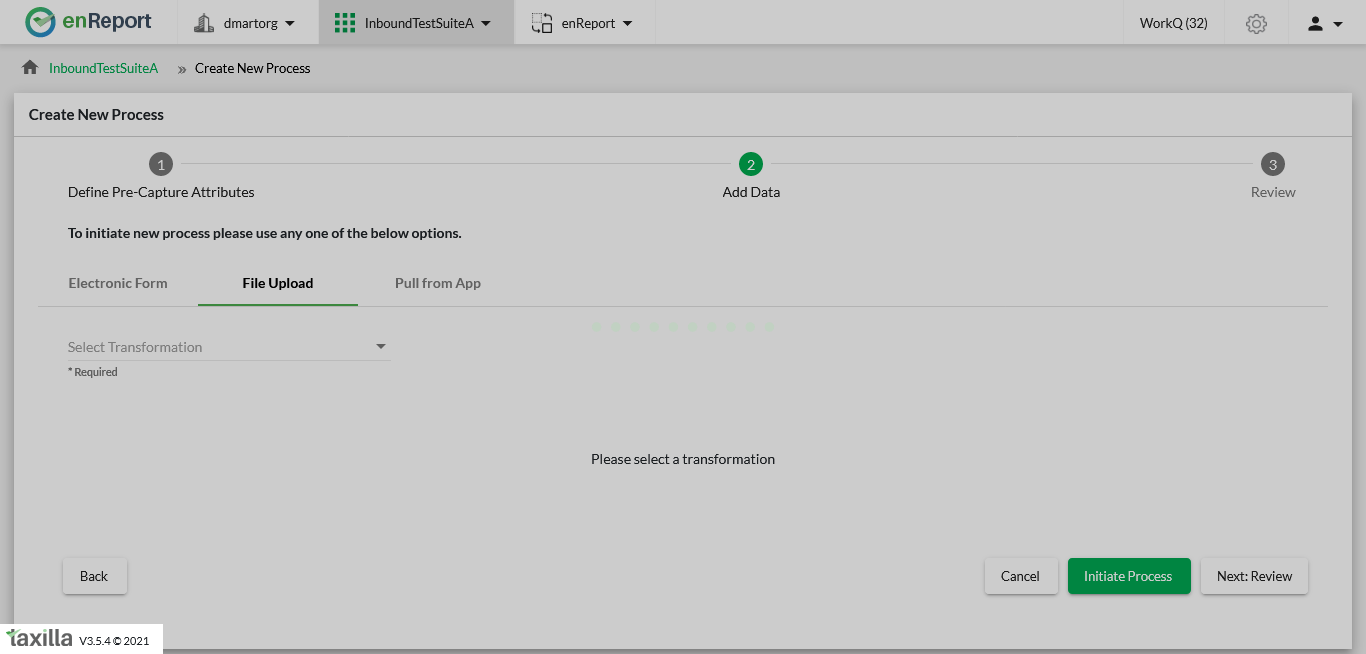 enReport dmartorg InboundTestSuiteA enReport WorkQ (32)
InboundTestSuiteA » Create New Process
Create New Process
1 2 3
Define Pre-Capture Attributes Add Data Review
To initiate new process please use any one of the below options.
Electronic Form File Upload Pull from App
Select Transformation
* Required
Please select a transformation
Back Cancel Initiate Process Next: Review
taxilla V3.5.4 © 2021